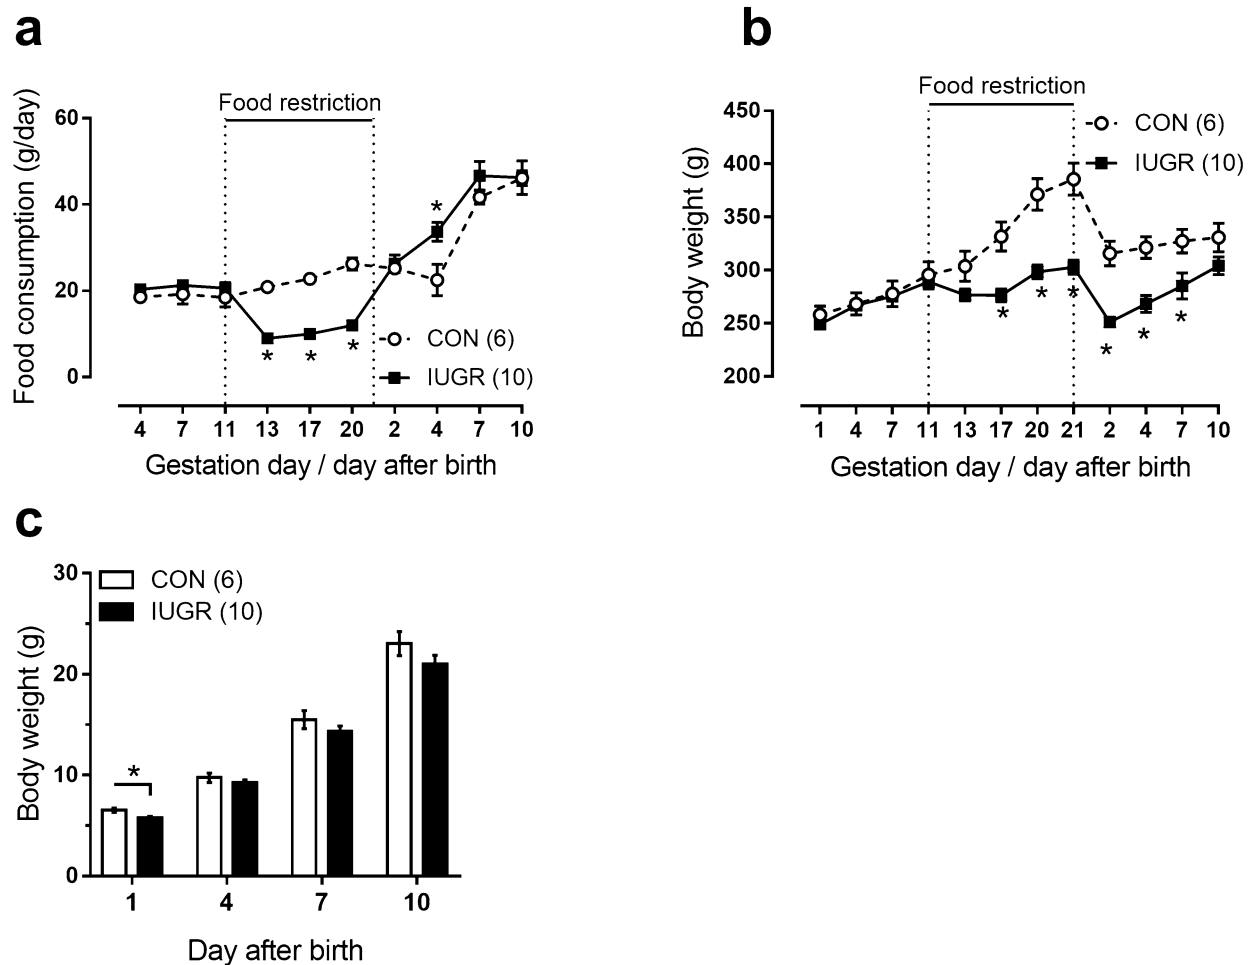 a
Food restriction
Food consumption (g/day)
60
40
20
0
*
* * *
CON (6)
IUGR (10)
4 7 11 13 17 20 2 4 7 10
Gestation day / day after birth
b
Food restriction
Body weight (g)
450
400
350
300
250
200
CON (6)
IUGR (10)
* * * * * *
1 4 7 11 13 17 20 21 2 4 7 10
Gestation day / day after birth
c
Body weight (g)
30
20
10
0
CON (6)
IUGR (10)
*
1 4 7 10
Day after birth